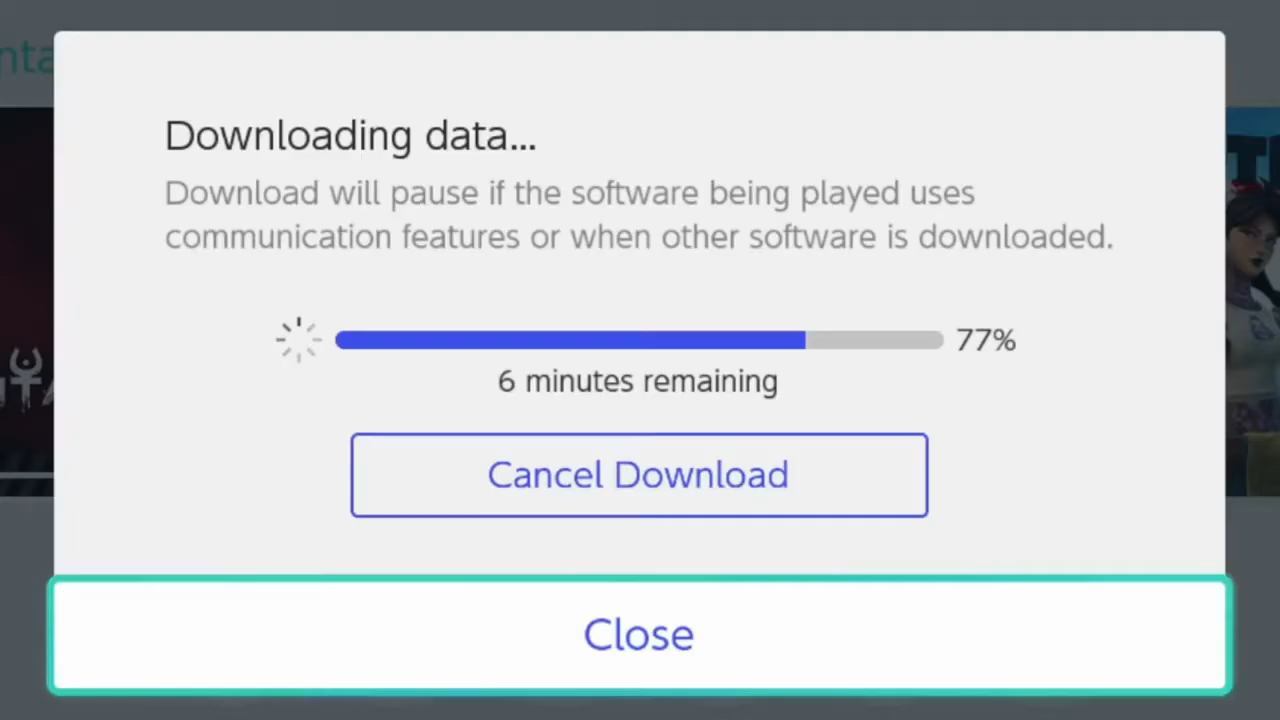 Downloading data...
Download will pause if the software being played uses
communication features or when other software is downloaded.
77%
6 minutes remaining
Cancel Download
Close